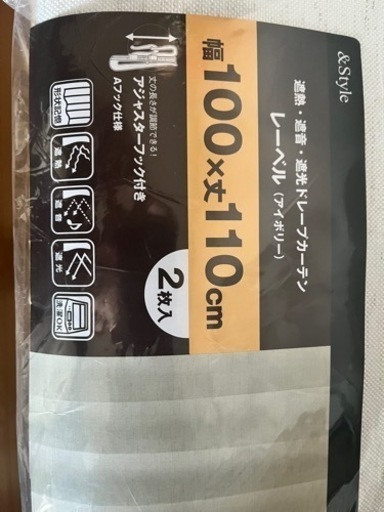 &Style
遮熱・遮音・遮光ドレープカーテン
レーベル（アイボリー）
幅100×丈110cm
2枚入
丈の長さが調節できる！
アジャスターフック付き
Aフック仕様
形状記憶
遮熱
遮音
遮光
洗濯OK